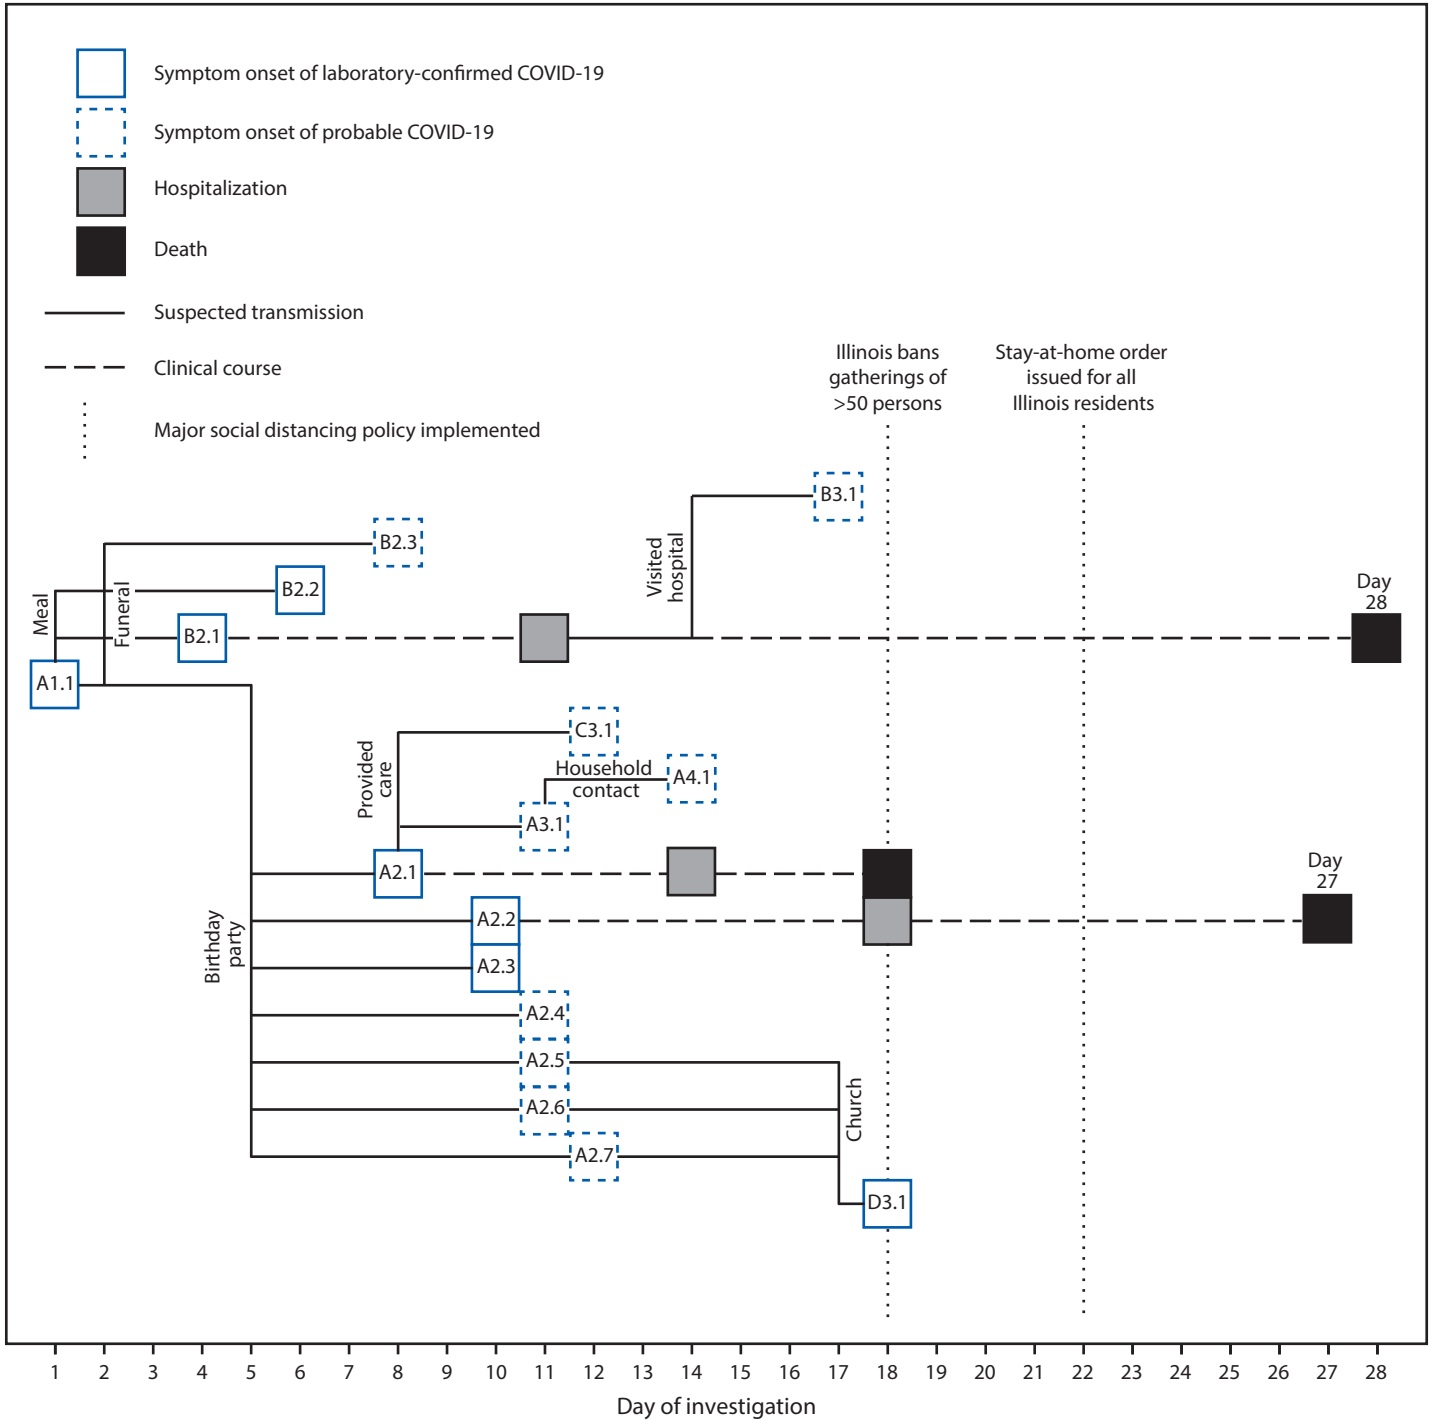 Symptom onset of laboratory-confirmed COVID-19
Symptom onset of probable COVID-19
Hospitalization
Death
Suspected transmission
Clinical course
Major social distancing policy implemented
Illinois bans
gatherings of
>50 persons
Stay-at-home order
issued for all
Illinois residents
B3.1
Visited
hospital
B2.3
B2.2
Meal
Funeral
B2.1
Day
28
A1.1
C3.1
Provided
care
Household
contact
A4.1
A3.1
A2.1
Day
27
Birthday
party
A2.2
A2.3
A2.4
A2.5
A2.6
Church
A2.7
D3.1
1 2 3 4 5 6 7 8 9 10 11 12 13 14 15 16 17 18 19 20 21 22 23 24 25 26 27 28
Day of investigation